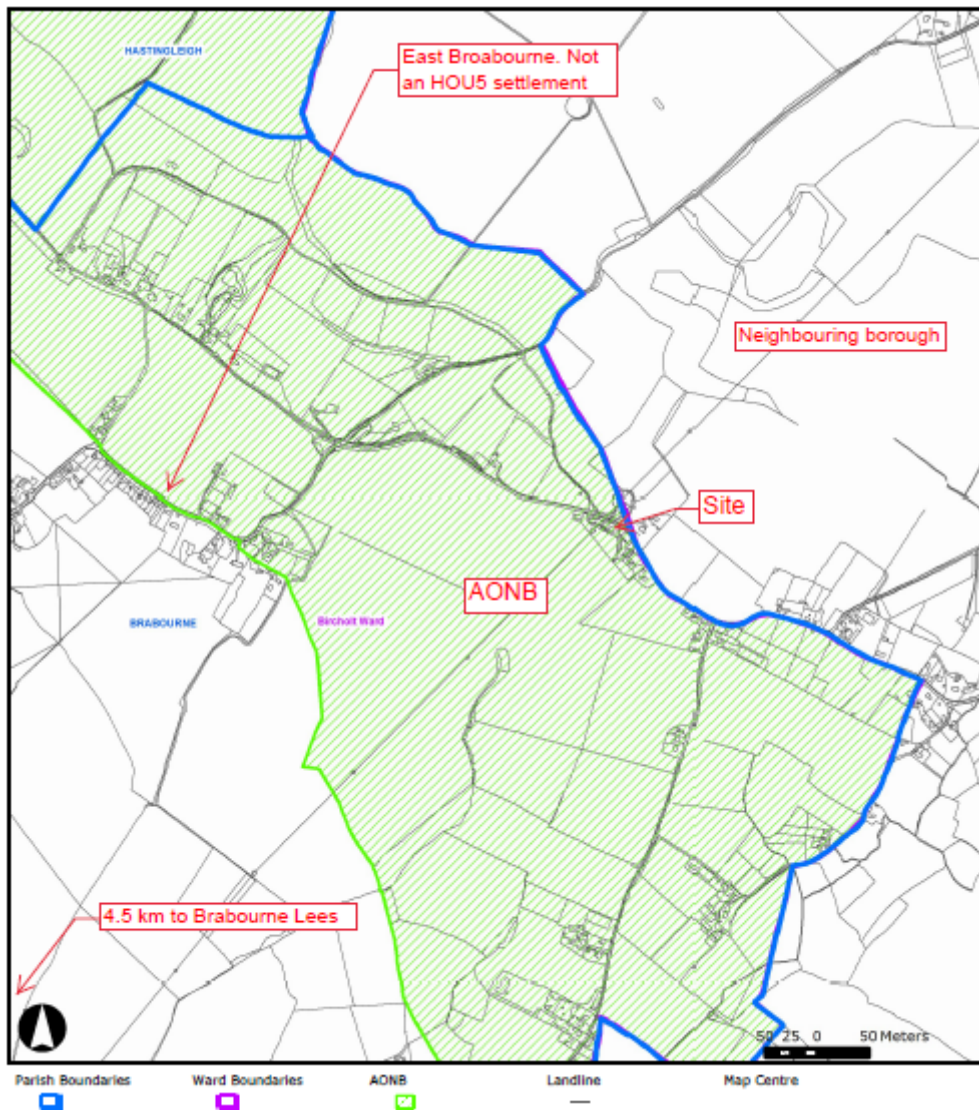 HASTINGLEIGH
East Broabourne. Not
an HOU5 settlement
Neighbouring borough
Site
AONB
BRABOURNE
Bircholt Ward
4.5 km to Brabourne Lees
50 25 0 50 Meters
Parish Boundaries Ward Boundaries AONB Landline Map Centre